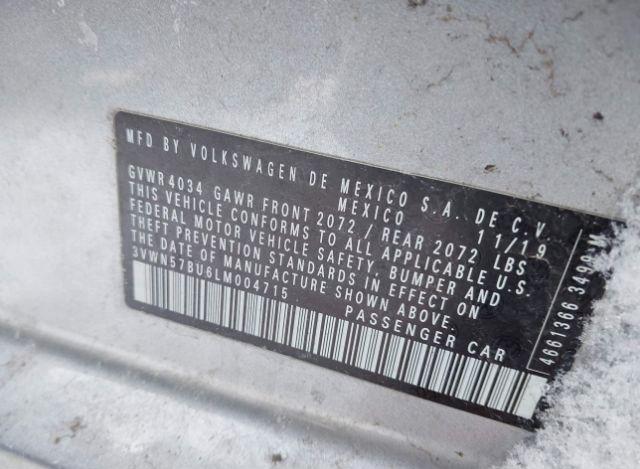 MFD BY VOLKSWAGEN DE MEXICO S.A. DE C.V.
MEXICO 11/19
GVWR 4034 GAWR FRONT 2072 / REAR 2072 LBS
THIS VEHICLE CONFORMS TO ALL APPLICABLE U.S.
FEDERAL MOTOR VEHICLE SAFETY, BUMPER AND
THEFT PREVENTION STANDARDS IN EFFECT ON
THE DATE OF MANUFACTURE SHOWN ABOVE.
3VWN57BU6LM004715
PASSENGER CAR
4661366 3490